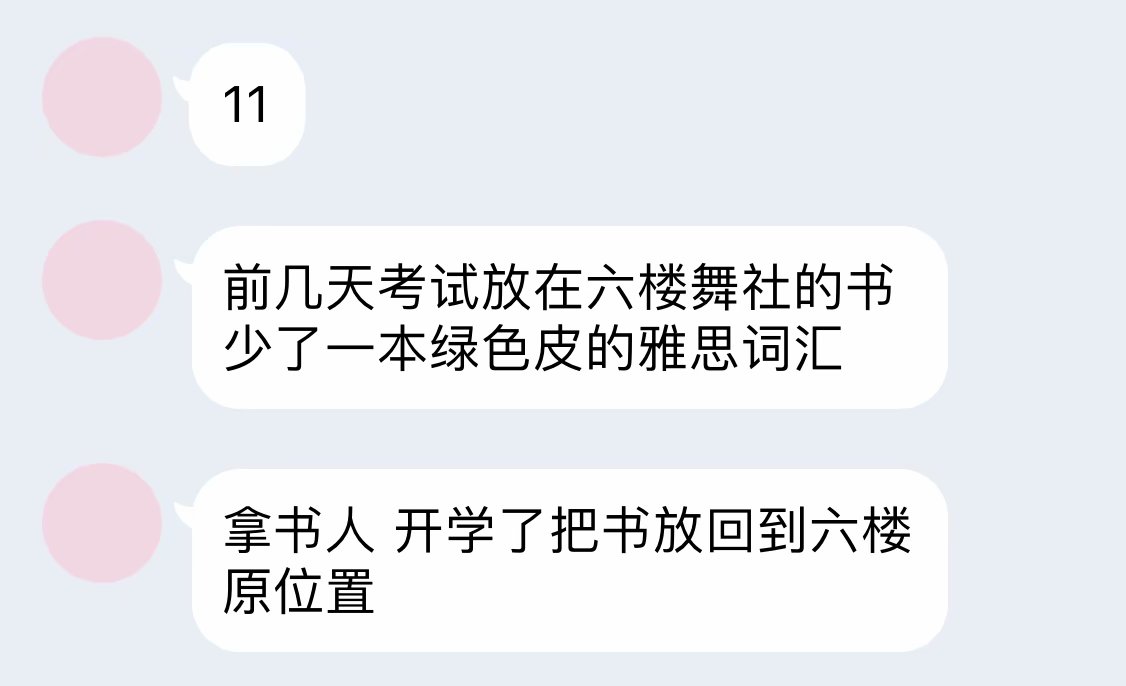 11
前几天考试放在六楼舞社的书
少了一本绿色皮的雅思词汇
拿书人 开学了把书放回到六楼
原位置